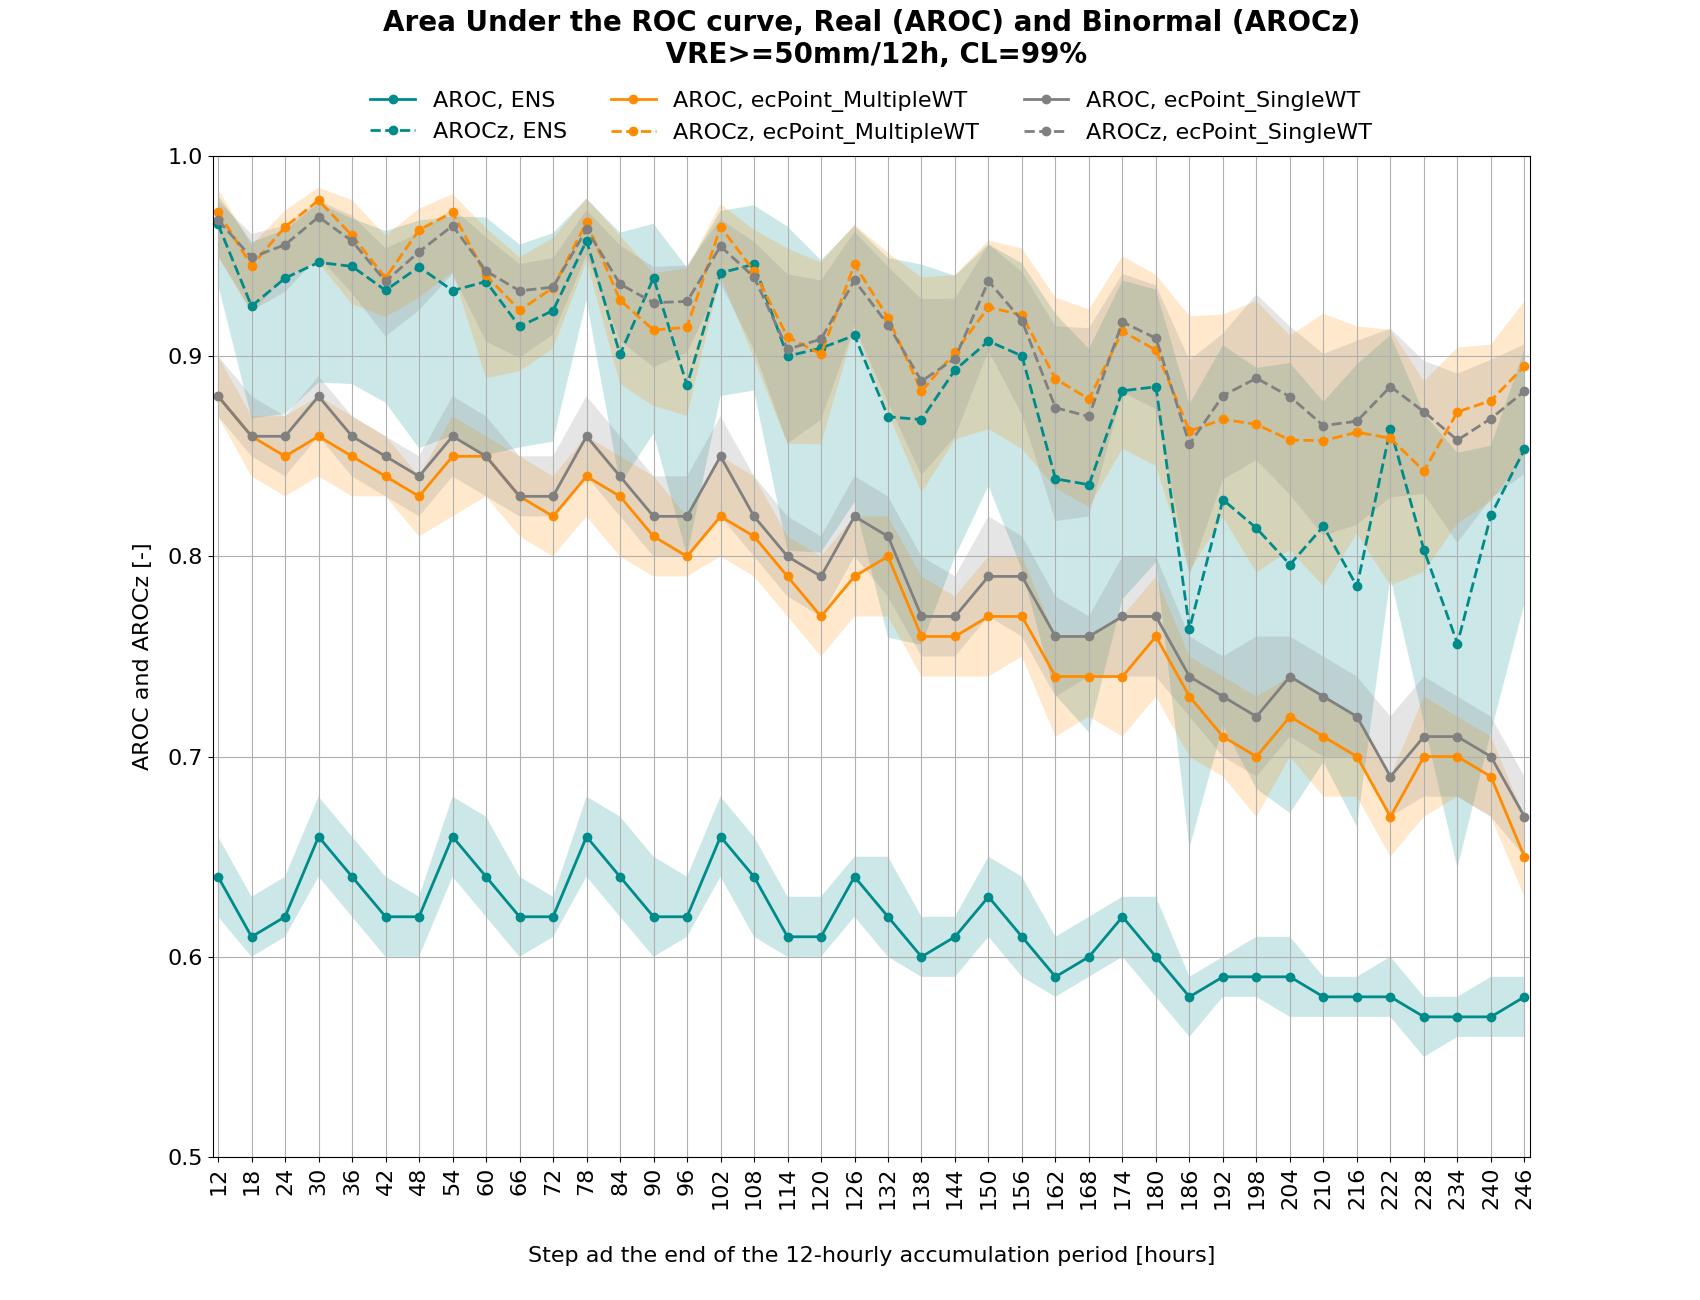 Area Under the ROC curve, Real (AROC) and Binormal (AROCz)
VRE>=50mm/12h, CL=99%
AROC, ENS
AROCz, ENS
AROC, ecPoint_MultipleWT
AROCz, ecPoint_MultipleWT
AROC, ecPoint_SingleWT
AROCz, ecPoint_SingleWT
AROC and AROCz [-]
1.0
0.9
0.8
0.7
0.6
0.5
12 18 24 30 36 42 48 54 60 66 72 78 84 90 96 102 108 114 120 126 132 138 144 150 156 162 168 174 180 186 192 198 204 210 216 222 228 234 240 246
Step ad the end of the 12-hourly accumulation period [hours]